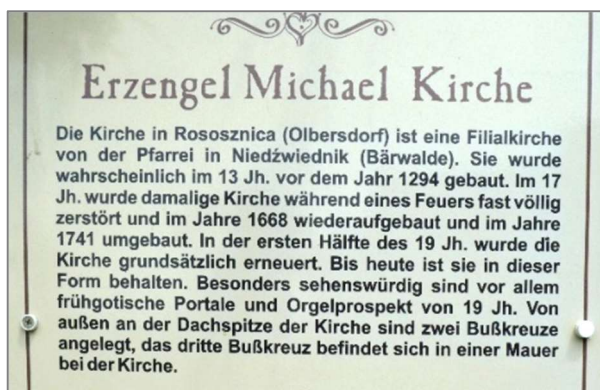 Erzengel Michael Kirche
Die Kirche in Rososznica (Olbersdorf) ist eine Filialkirche
von der Pfarrei in Niedźwiednik (Bärwalde). Sie wurde
wahrscheinlich im 13 Jh. vor dem Jahr 1294 gebaut. Im 17
Jh. wurde damalige Kirche während eines Feuers fast völlig
zerstört und im Jahre 1668 wiederaufgebaut und im Jahre
1741 umgebaut. In der ersten Hälfte des 19 Jh. wurde die
Kirche grundsätzlich erneuert. Bis heute ist sie in dieser
Form behalten. Besonders sehenswürdig sind vor allem
frühgotische Portale und Orgelprospekt von 19 Jh. Von
außen an der Dachspitze der Kirche sind zwei Bußkreuze
angelegt, das dritte Bußkreuz befindet sich in einer Mauer
bei der Kirche.